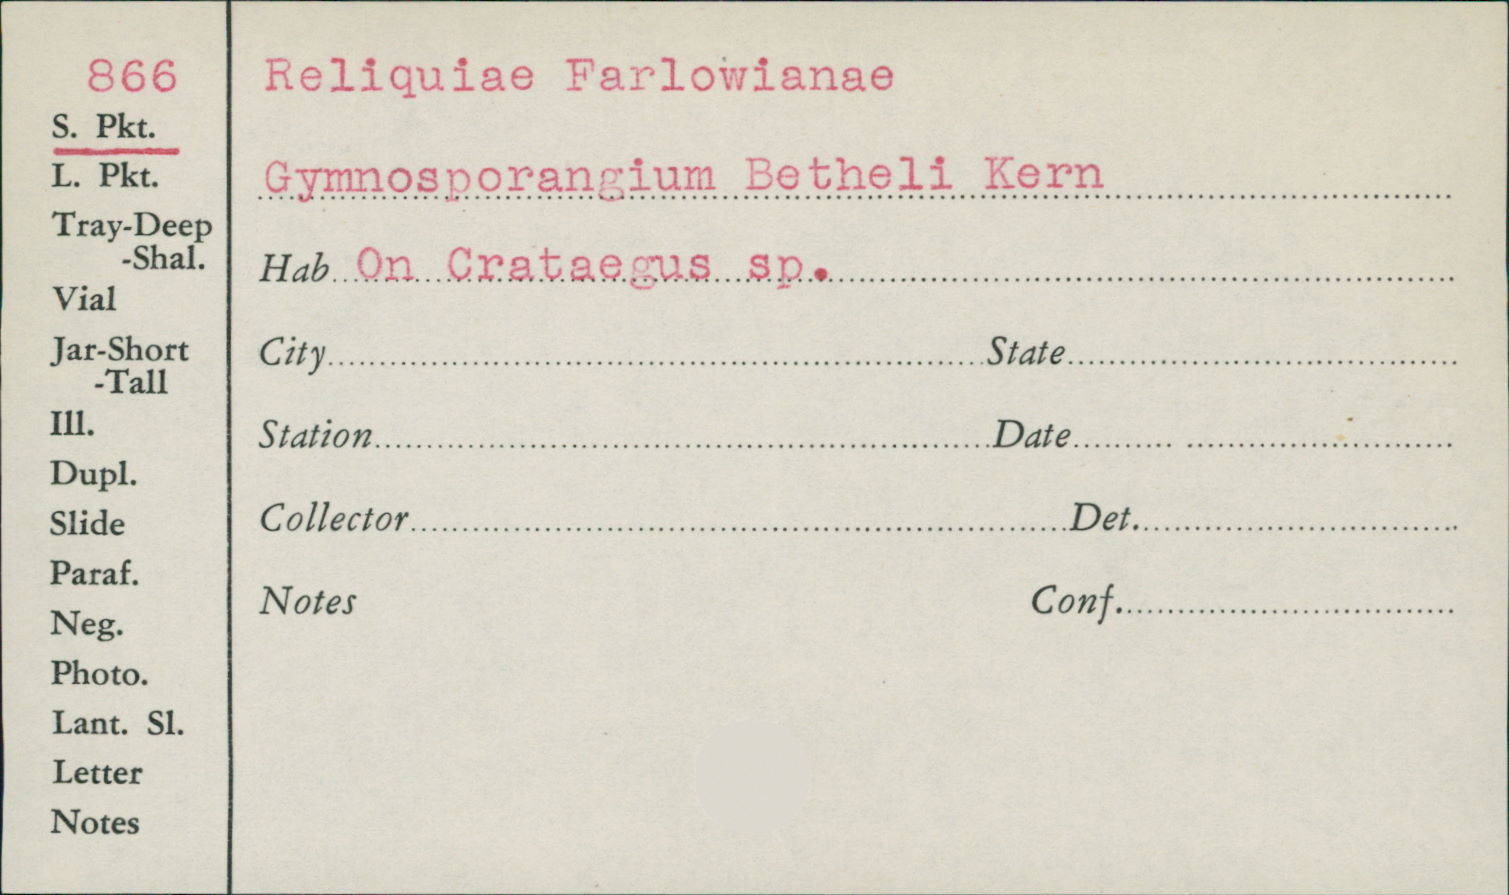 866
S. Pkt.
L. Pkt.
Tray-Deep
-Shal.
Vial
Jar-Short
-Tall
Ill.
Dupl.
Slide
Paraf.
Neg.
Photo.
Lant. Sl.
Letter
Notes
Reliquiae Farlowianae
Gymnosporangium Betheli Kern
Hab On Crataegus sp.
City State
Station Date
Collector Det.
Notes Conf.